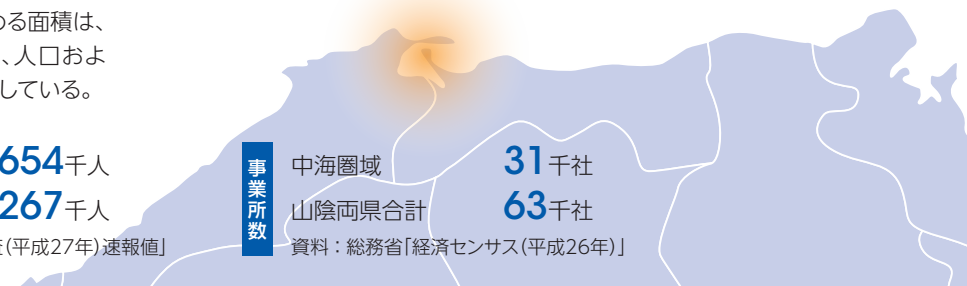 める面積は、
、人口およ
している。
654千人
267千人
(平成27年)速報値」
事業所数
中海圏域 31千社
山陰両県合計 63千社
資料：総務省「経済センサス(平成26年)」